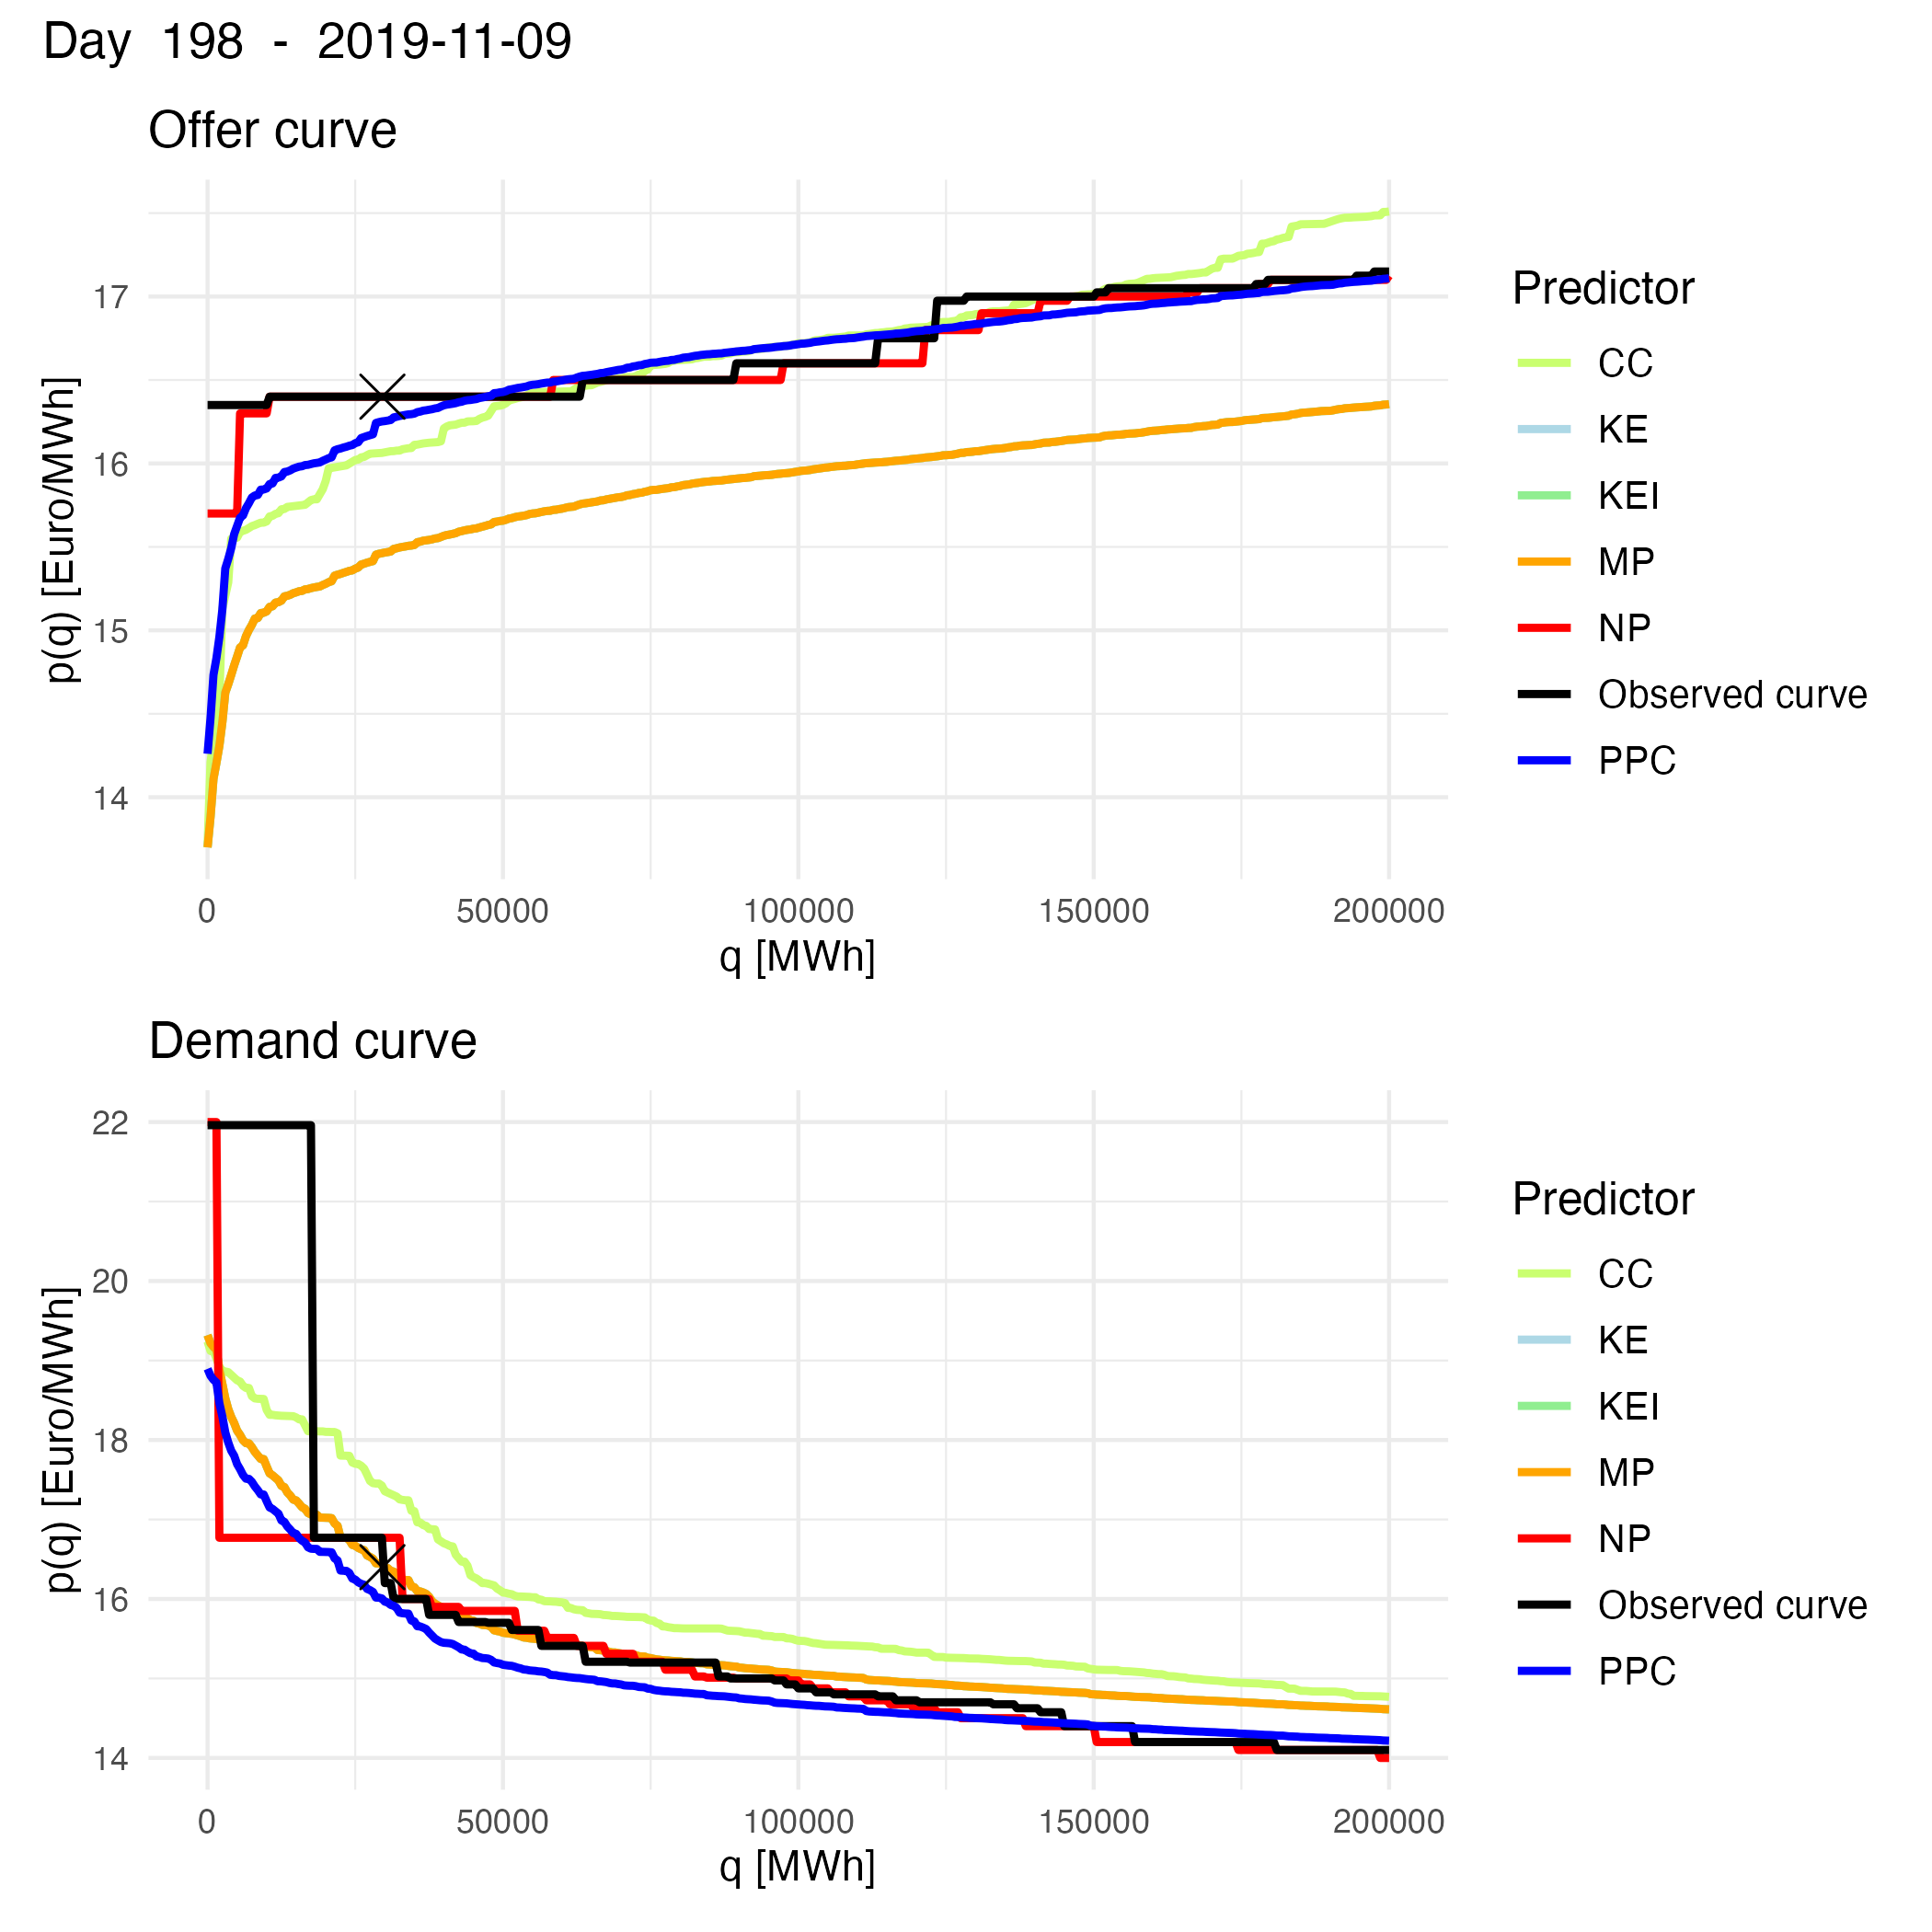 Day 198 - 2019-11-09
Offer curve
p(q) [Euro/MWh]
17
16
15
14
0 50000 100000 150000 200000
q [MWh]
Predictor
CC
KE
KEI
MP
NP
Observed curve
PPC
Demand curve
p(q) [Euro/MWh]
22
20
18
16
14
0 50000 100000 150000 200000
q [MWh]
Predictor
CC
KE
KEI
MP
NP
Observed curve
PPC